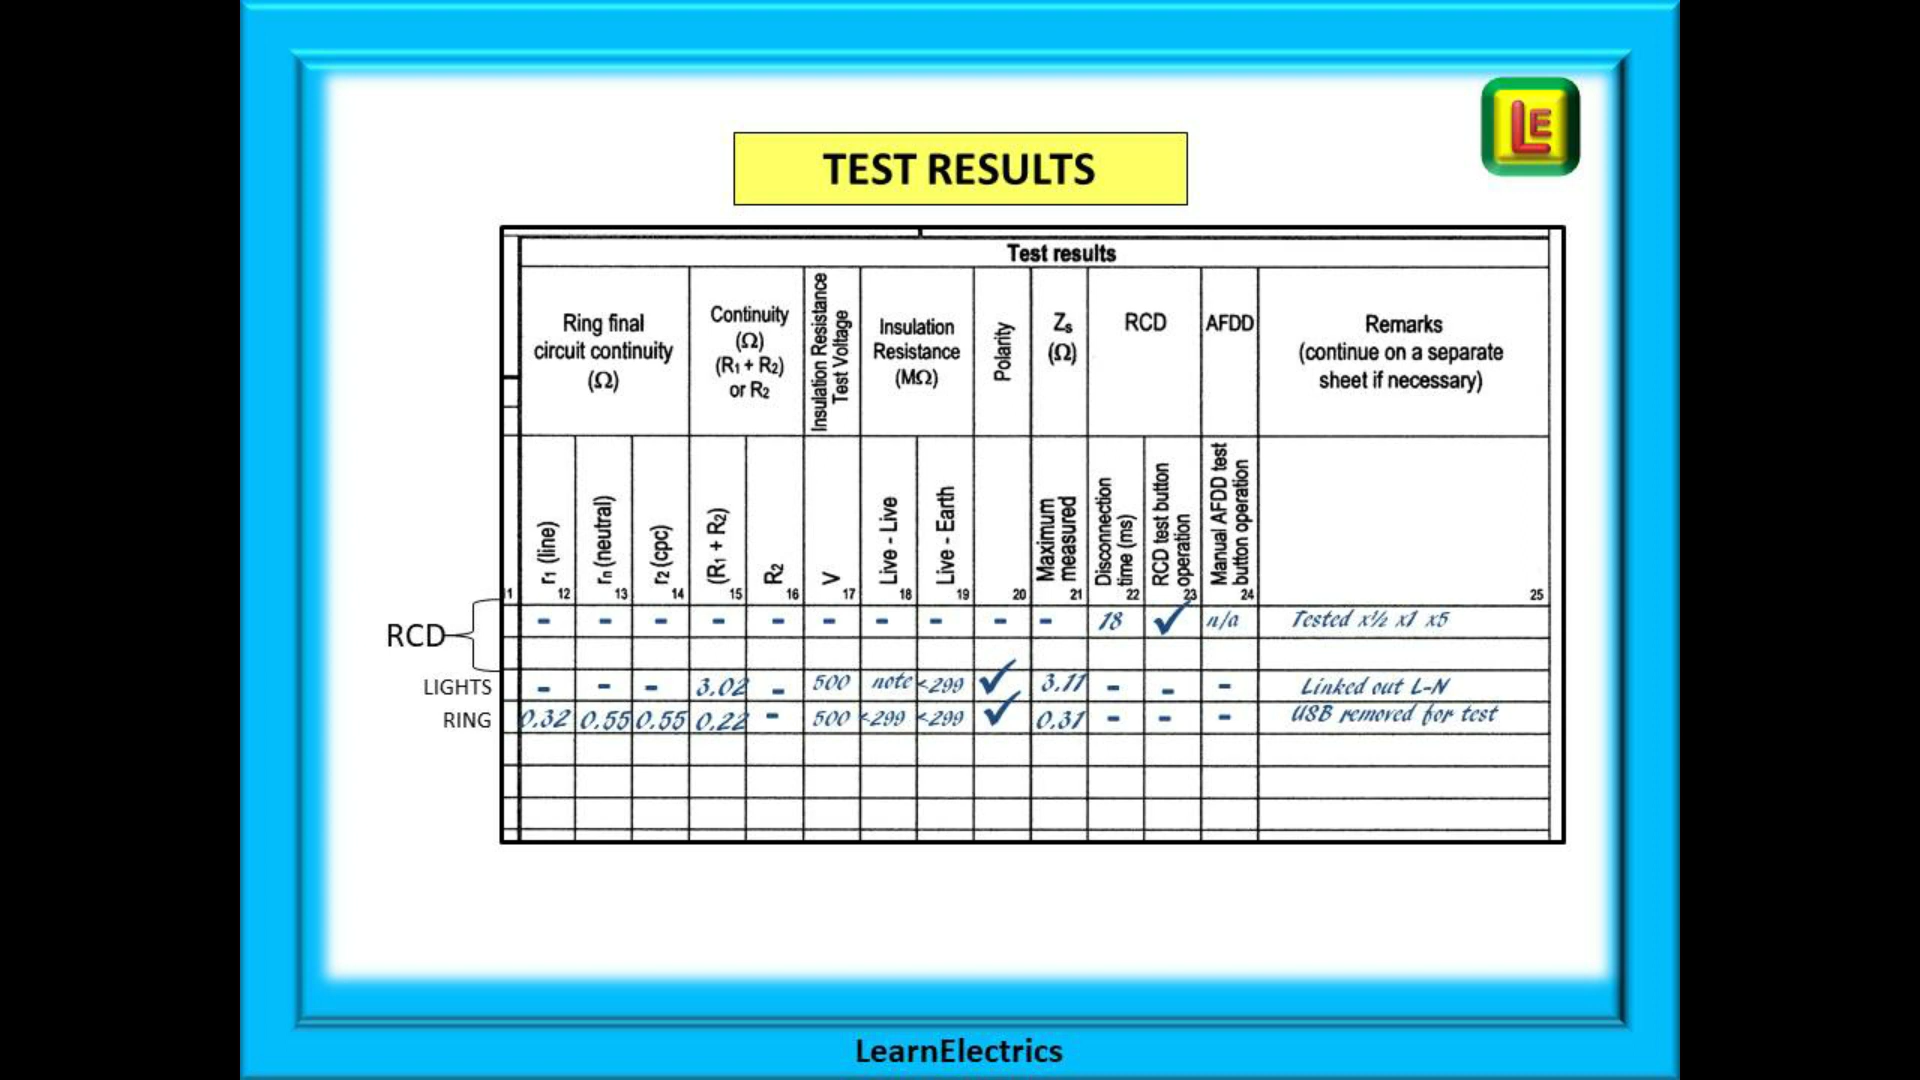 LE
TEST RESULTS
Test results
Ring final
circuit continuity
(Ω)
Continuity
(Ω)
(R1 + R2)
or R2
Insulation Resistance
Test Voltage
Insulation
Resistance
(MΩ)
Polarity
Zs
(Ω)
RCD
AFDD
Remarks
(continue on a separate
sheet if necessary)
r1 (line)
rn (neutral)
r2 (cpc)
(R1 + R2)
R2
V
Live - Live
Live - Earth
Maximum
measured
Disconnection
time (ms)
RCD test button
operation
Manual AFDD test
button operation
11 12 13 14 15 16 17 18 19 20 21 22 23 24 25
RCD - - - - - - - - - - 18 ✓ n/a Tested x½ x1 x5
LIGHTS - - - 3.02 - 500 note <299 ✓ 3.11 - - - Linked out L-N
RING 0.32 0.55 0.55 0.22 - 500 <299 <299 ✓ 0.31 - - - USB removed for test
LearnElectrics